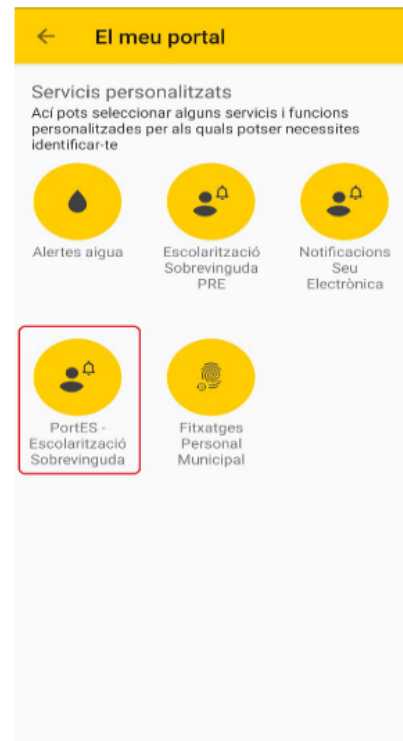 El meu portal
Servicis personalitzats
Ací pots seleccionar alguns servicis i funcions
personalitzades per als quals potser necessites
identificar-te
Alertes aigua
Escolarització
Sobrevinguda
PRE
Notificacions
Seu
Electrònica
PortES -
Escolarització
Sobrevinguda
Fitxatges
Personal
Municipal